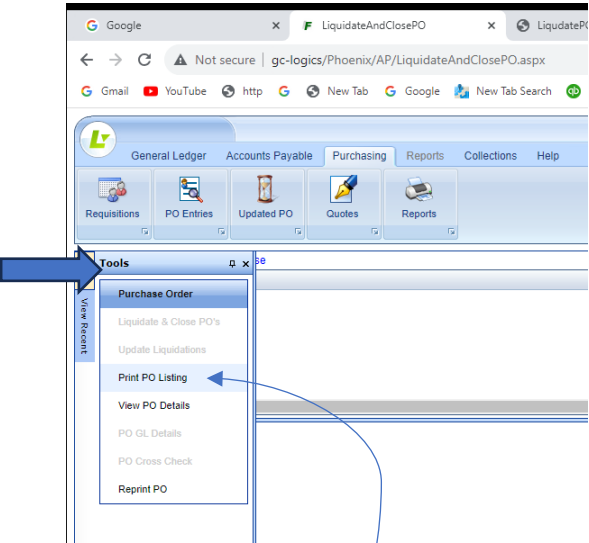 Google
LiquidateAndClosePO
LiqudatePO
Not secure gc-logics/Phoenix/AP/LiquidateAndClosePO.aspx
Gmail YouTube http G New Tab Google New Tab Search
General Ledger Accounts Payable Purchasing Reports Collections Help
Requisitions PO Entries Updated PO Quotes Reports
Tools
se
View Recent
Purchase Order
Liquidate & Close PO's
Update Liquidations
Print PO Listing
View PO Details
PO GL Details
PO Cross Check
Reprint PO